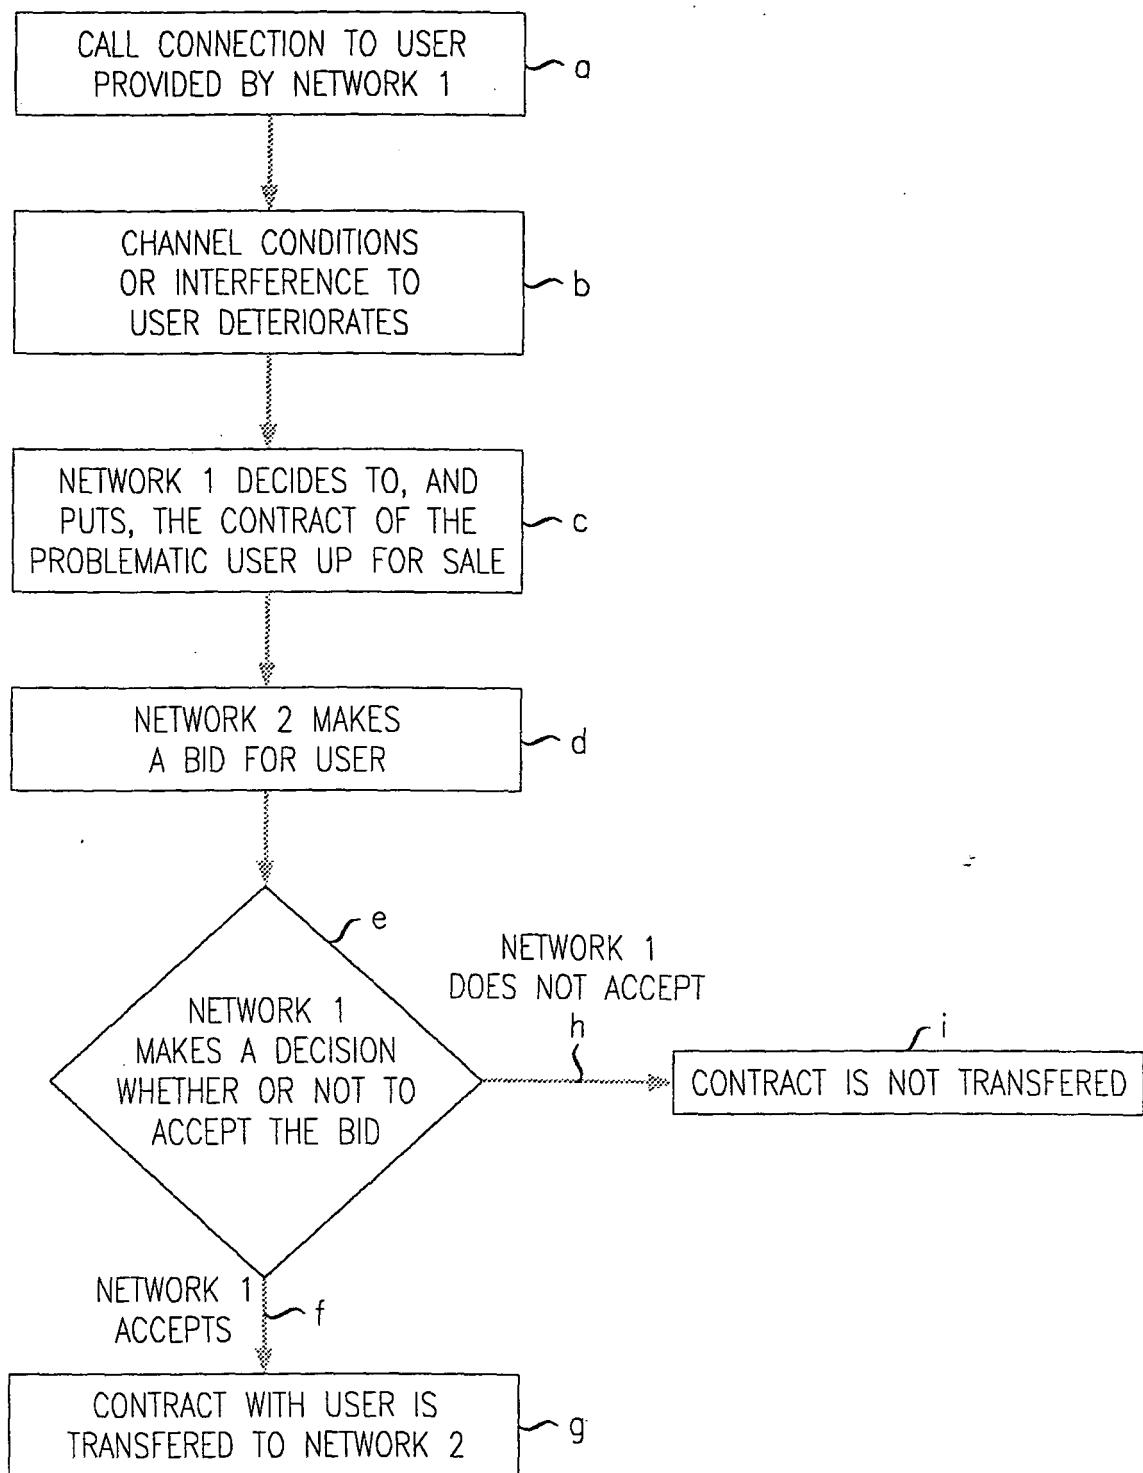 CALL CONNECTION TO USER
PROVIDED BY NETWORK 1
a
CHANNEL CONDITIONS
OR INTERFERENCE TO
USER DETERIORATES
b
NETWORK 1 DECIDES TO, AND
PUTS, THE CONTRACT OF THE
PROBLEMATIC USER UP FOR SALE
c
NETWORK 2 MAKES
A BID FOR USER
d
e
NETWORK 1
MAKES A DECISION
WHETHER OR NOT TO
ACCEPT THE BID
NETWORK 1
DOES NOT ACCEPT
h
i
CONTRACT IS NOT TRANSFERED
NETWORK 1
ACCEPTS
f
CONTRACT WITH USER IS
TRANSFERED TO NETWORK 2
g